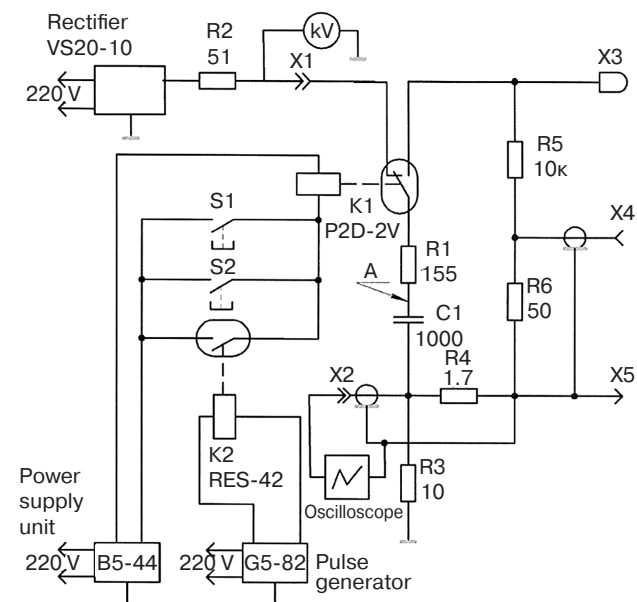 Rectifier
VS20-10
R2
51
kV
X1
X3
220 V
R5
10к
S1
K1
P2D-2V
X4
S2
A
R1
155
C1
1000
R6
50
X2
R4
1.7
X5
K2
RES-42
R3
10
Oscilloscope
Power
supply
unit
220 V
B5-44
220 V
G5-82
Pulse
generator